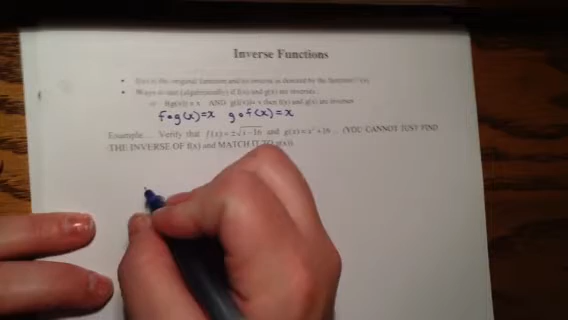 Inverse Functions
• f(x) is the original function and its inverse is denoted by the function
• Ways to test (algebraically) if f(x) and g(x) are inverses
f(g(x)) = x AND g(f(x)) = x then f(x) and g(x) are inverses
f∘g(x)=x g∘f(x)=x
Example... Verify that f(x)=±√x−16 and g(x)=x²+16 .. (YOU CANNOT JUST FIND
THE INVERSE OF f(x) and MATCH IT TO g(x))